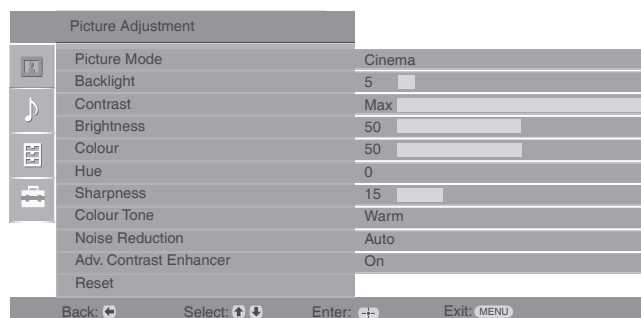 Picture Adjustment
Picture Mode Cinema
Backlight 5
Contrast Max
Brightness 50
Colour 50
Hue 0
Sharpness 15
Colour Tone Warm
Noise Reduction Auto
Adv. Contrast Enhancer On
Reset
Back: Select: Enter: Exit: MENU